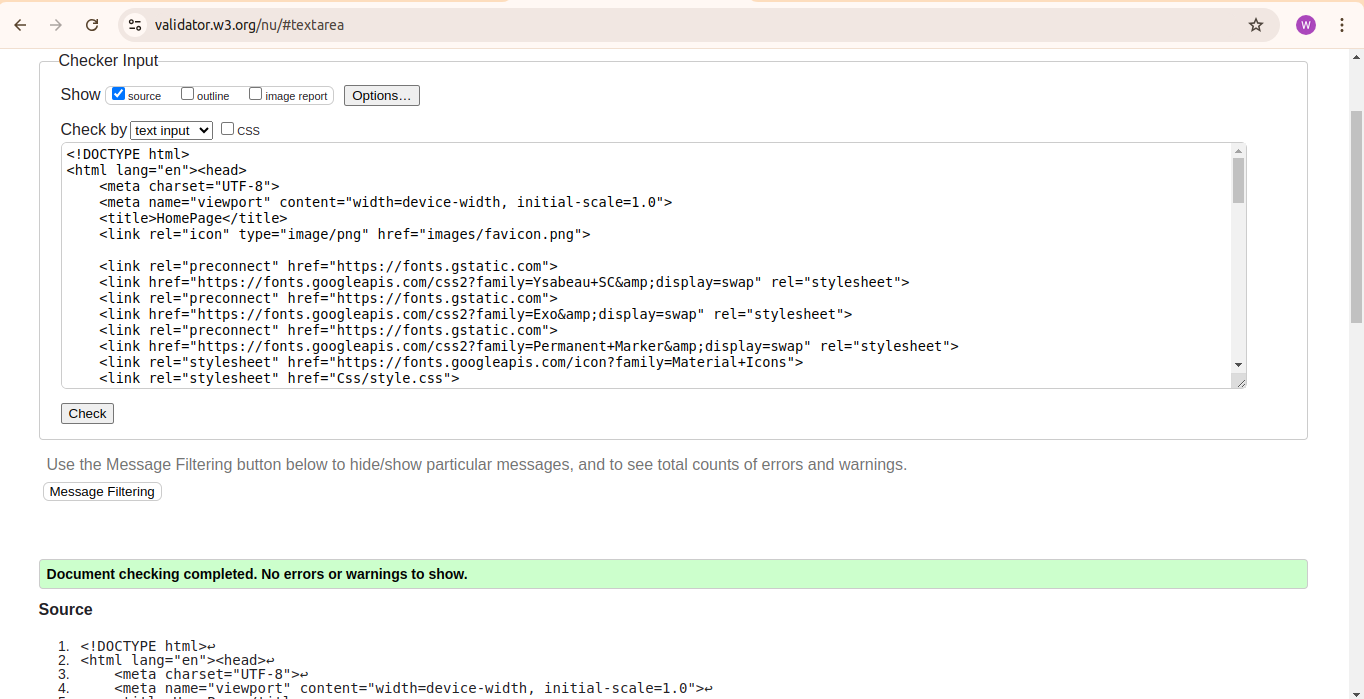 validator.w3.org/nu/#textarea
W
Checker Input
Show source outline image report Options...
Check by text input CSS
<!DOCTYPE html>
<html lang="en"><head>
    <meta charset="UTF-8">
    <meta name="viewport" content="width=device-width, initial-scale=1.0">
    <title>HomePage</title>
    <link rel="icon" type="image/png" href="images/favicon.png">

    <link rel="preconnect" href="https://fonts.gstatic.com">
    <link href="https://fonts.googleapis.com/css2?family=Ysabeau+SC&amp;display=swap" rel="stylesheet">
    <link rel="preconnect" href="https://fonts.gstatic.com">
    <link href="https://fonts.googleapis.com/css2?family=Exo&amp;display=swap" rel="stylesheet">
    <link rel="preconnect" href="https://fonts.gstatic.com">
    <link href="https://fonts.googleapis.com/css2?family=Permanent+Marker&amp;display=swap" rel="stylesheet">
    <link rel="stylesheet" href="https://fonts.googleapis.com/icon?family=Material+Icons">
    <link rel="stylesheet" href="Css/style.css">
Check
Use the Message Filtering button below to hide/show particular messages, and to see total counts of errors and warnings.
Message Filtering
Document checking completed. No errors or warnings to show.
Source
1. <!DOCTYPE html>↩
2. <html lang="en"><head>↩
3.     <meta charset="UTF-8">↩
4.     <meta name="viewport" content="width=device-width, initial-scale=1.0">↩